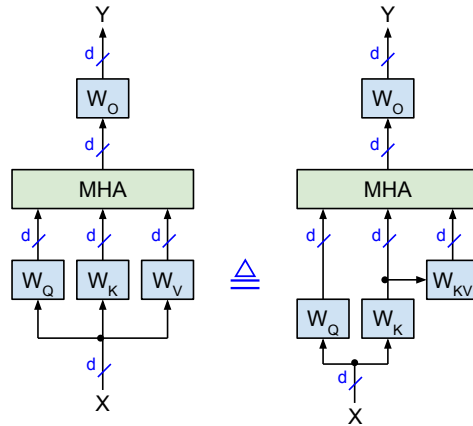 Y Y
d d
W_O W_O
d d
MHA MHA
d d d d d d
W_Q W_K W_V ≜ W_KV
W_Q W_K
d d
X X